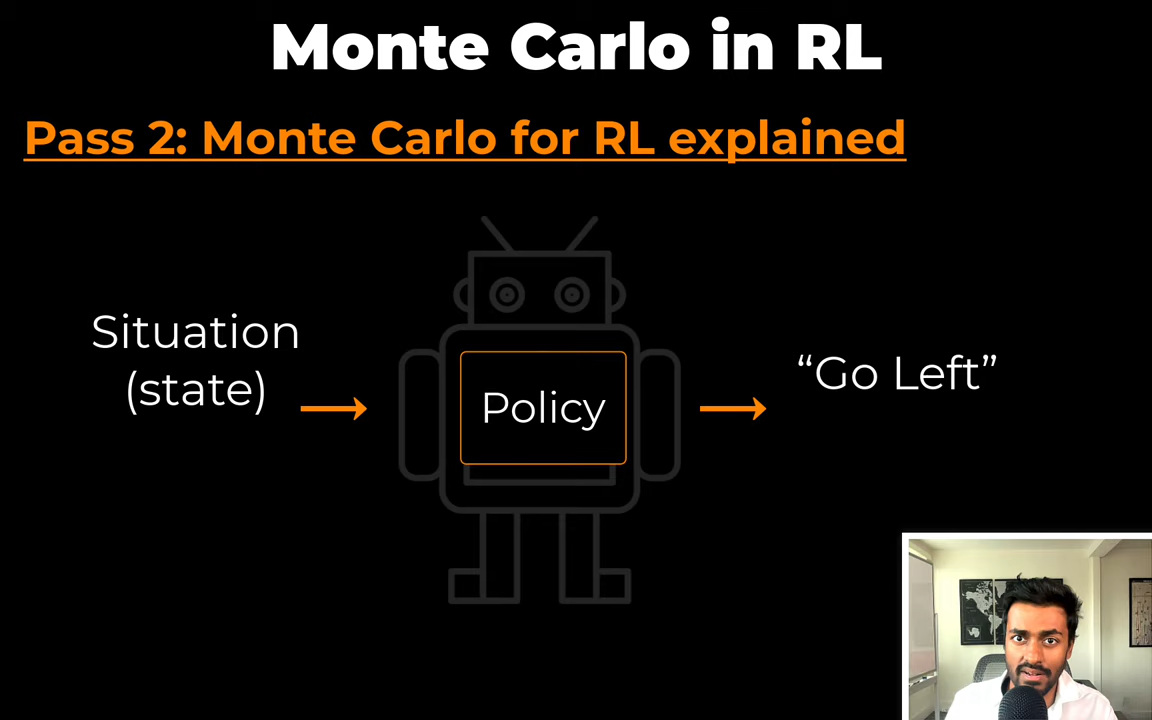 Monte Carlo in RL
Pass 2: Monte Carlo for RL explained
Situation
(state)
Policy
“Go Left”